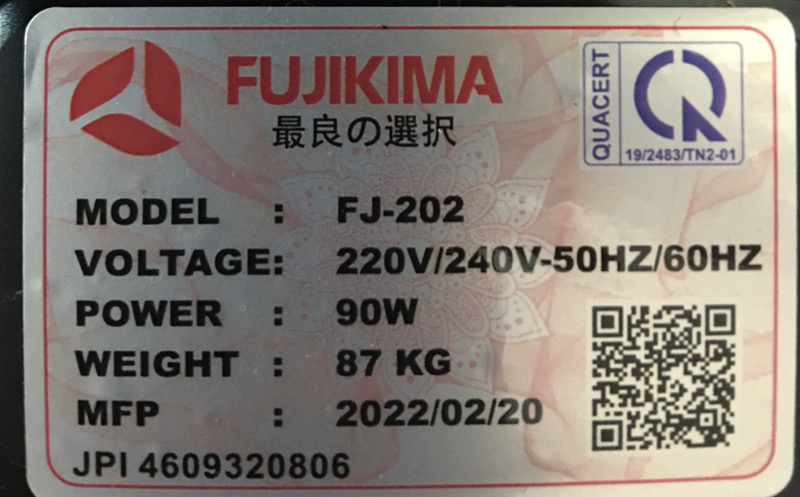 FUJIKIMA
最良の選択
QUACERT
19/2483/TN2-01
MODEL : FJ-202
VOLTAGE: 220V/240V-50HZ/60HZ
POWER : 90W
WEIGHT : 87 KG
MFP : 2022/02/20
JPI 4609320806